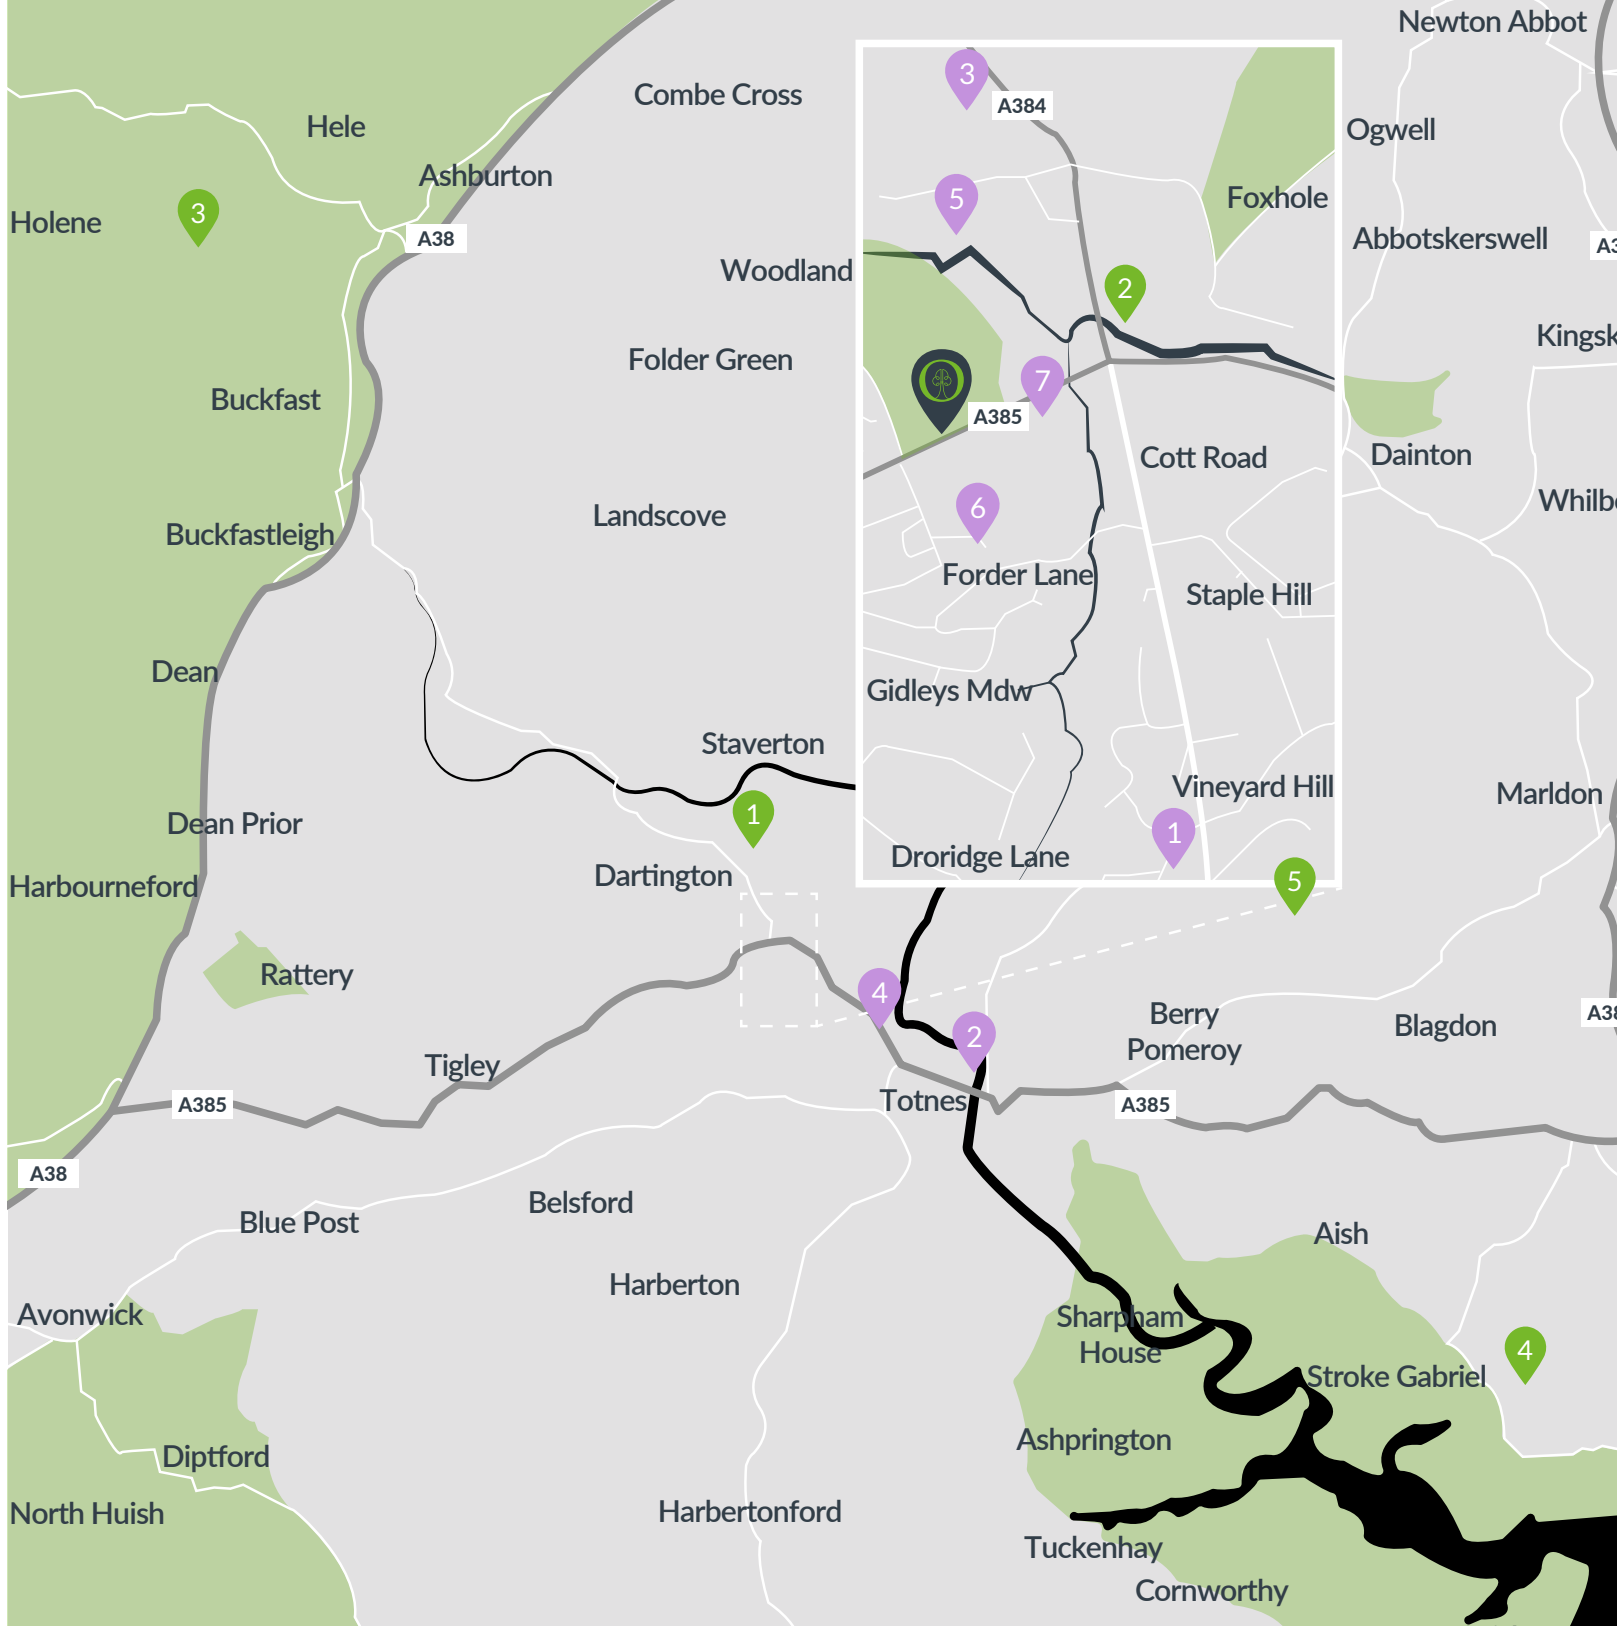 Newton Abbot
Combe Cross
3
A384
Hele
Ogwell
Ashburton
5
Foxhole
3
Holene
A38
Abbotskerswell
A3
Woodland
2
Kingsk
Folder Green
7
Buckfast
A385
Cott Road
Dainton
Whilb
6
Landscove
Buckfastleigh
Forder Lane
Staple Hill
Dean
Gidleys Mdw
Staverton
Vineyard Hill
Marldon
1
Dean Prior
1
Droridge Lane
Dartington
5
Harbourneford
Rattery
4
Berry
Pomeroy
Blagdon
A38
2
Tigley
Totnes
A385
A385
A38
Belsford
Blue Post
Aish
Harberton
Avonwick
Sharpham
House
4
Stroke Gabriel
Ashprington
Diptford
North Huish
Harbertonford
Tuckenhay
Cornworthy